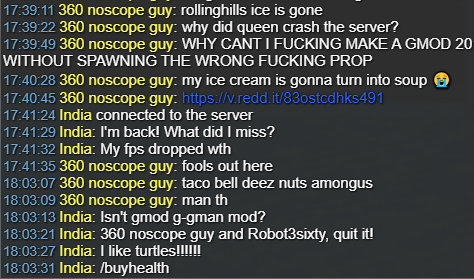 17:39:11 360 noscope guy: rollinghills ice is gone
17:39:22 360 noscope guy: why did queen crash the server?
17:39:49 360 noscope guy: WHY CANT I FUCKING MAKE A GMOD 20
WITHOUT SPAWNING THE WRONG FUCKING PROP
17:40:28 360 noscope guy: my ice cream is gonna turn into soup 😭
17:40:45 360 noscope guy: https://v.redd.it/83ostcdhks491
17:41:24 India connected to the server
17:41:29 India: I'm back! What did I miss?
17:41:32 India: My fps dropped wth
17:41:35 360 noscope guy: fools out here
18:03:07 360 noscope guy: taco bell deez nuts amongus
18:03:09 360 noscope guy: man th
18:03:13 India: Isn't gmod g-gman mod?
18:03:21 India: 360 noscope guy and Robot3sixty, quit it!
18:03:27 India: I like turtles!!!!!!
18:03:31 India: /buyhealth